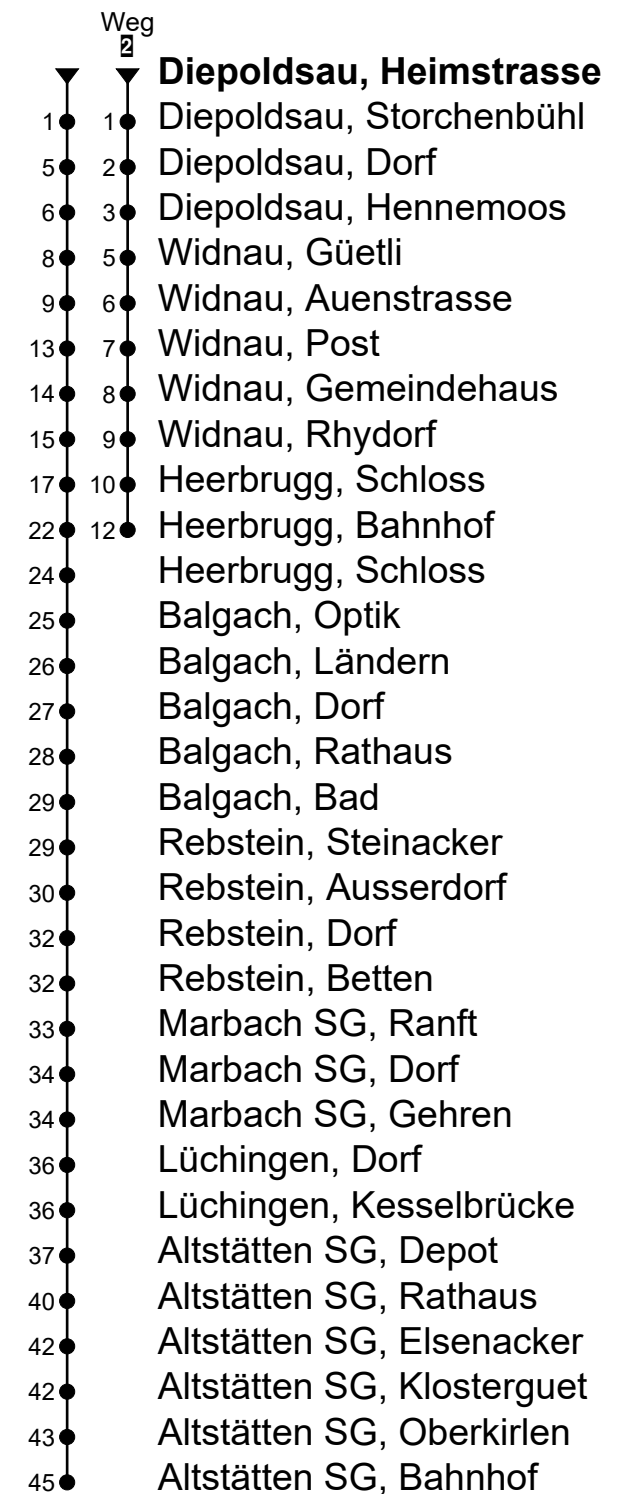 Weg
2
Diepoldsau, Heimstrasse
1 1 Diepoldsau, Storchenbühl
5 2 Diepoldsau, Dorf
6 3 Diepoldsau, Hennemoos
8 5 Widnau, Güetli
9 6 Widnau, Auenstrasse
13 7 Widnau, Post
14 8 Widnau, Gemeindehaus
15 9 Widnau, Rhydorf
17 10 Heerbrugg, Schloss
22 12 Heerbrugg, Bahnhof
24 Heerbrugg, Schloss
25 Balgach, Optik
26 Balgach, Ländern
27 Balgach, Dorf
28 Balgach, Rathaus
29 Balgach, Bad
29 Rebstein, Steinacker
30 Rebstein, Ausserdorf
32 Rebstein, Dorf
32 Rebstein, Betten
33 Marbach SG, Ranft
34 Marbach SG, Dorf
34 Marbach SG, Gehren
36 Lüchingen, Dorf
36 Lüchingen, Kesselbrücke
37 Altstätten SG, Depot
40 Altstätten SG, Rathaus
42 Altstätten SG, Elsenacker
42 Altstätten SG, Klosterguet
43 Altstätten SG, Oberkirlen
45 Altstätten SG, Bahnhof